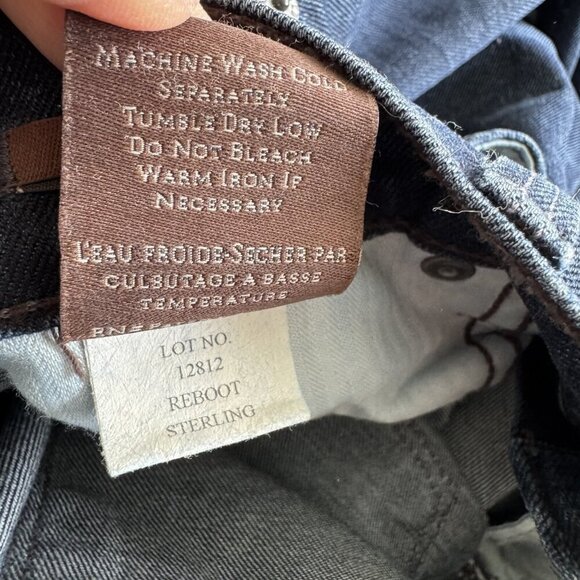 MACHINE WASH COLD
SEPARATELY
TUMBLE DRY LOW
DO NOT BLEACH
WARM IRON IF
NECESSARY
L'EAU FROIDE-SECHER PAR
CULBUTAGE A BASSE
TEMPERATURE
LOT NO.
12812
REBOOT
STERLING